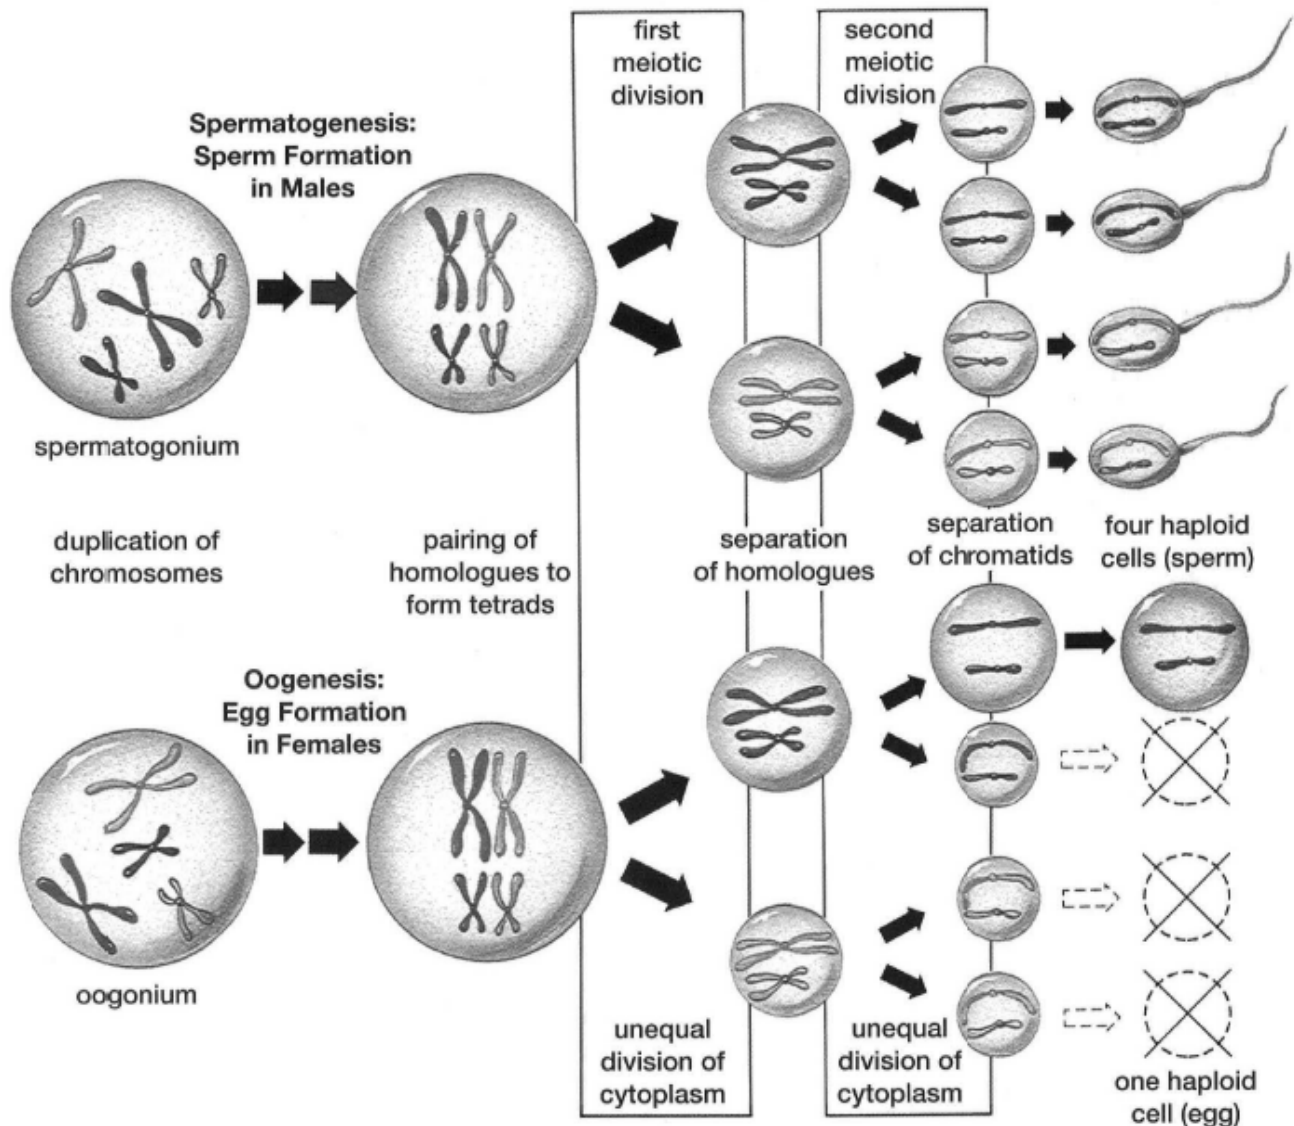 first
meiotic
division
second
meiotic
division
Spermatogenesis:
Sperm Formation
in Males
spermatogonium
duplication of
chromosomes
pairing of
homologues to
form tetrads
separation
of homologues
separation
of chromatids
four haploid
cells (sperm)
Oogenesis:
Egg Formation
in Females
oogonium
unequal
division of
cytoplasm
unequal
division of
cytoplasm
one haploid
cell (egg)